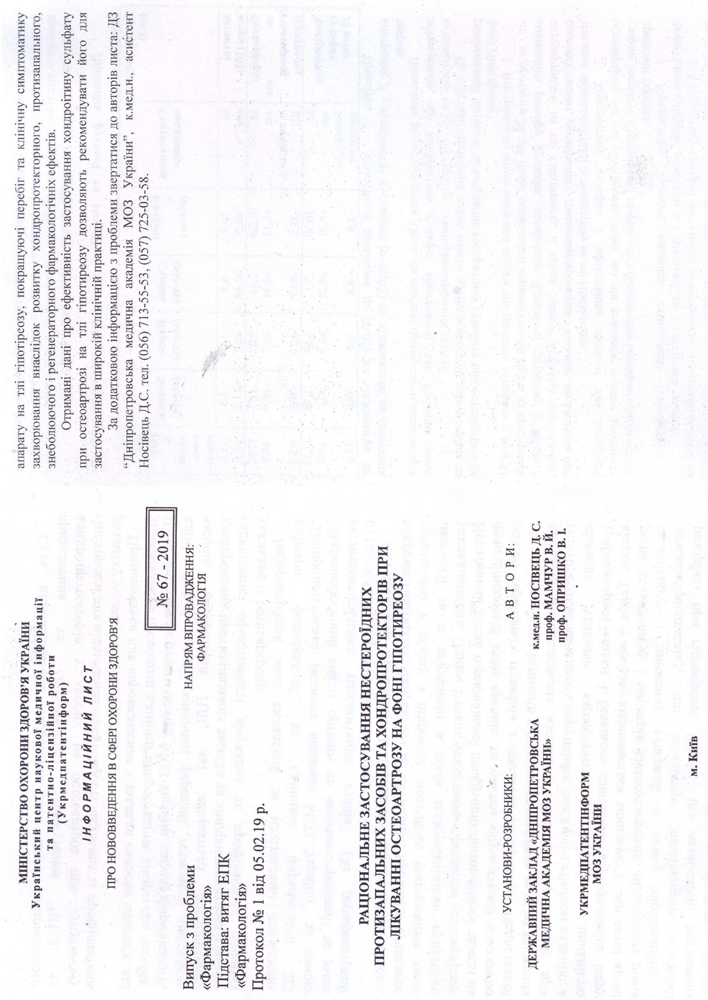 апарату на тлі гіпотіреозу, покращуючі перебіг та клінічну симптоматику
захворювання внаслідок розвитку хондропротекторного, протизапального,
знеболюючого і регенераторного фармакологічніх ефектів.
Отримані дані про ефективність застосування хондроїтину сульфату
при остеоартрозі на тлі гіпотиреозу дозволяють рекомендувати його для
застосування в широкій клінічній практиці.
За додатковою інформацією з проблеми звертатися до авторів листа: ДЗ
“Дніпропетровська медична академія МОЗ України”, к.мед.н., асистент
Носівець Д.С. тел. (056) 713-55-53, (057) 725-03-58.
МІНІСТЕРСТВО ОХОРОНИ ЗДОРОВ'Я УКРАЇНИ
Український центр наукової медичної інформації
та патентно-ліцензійної роботи
(Укрмедпатентінформ)
ІНФОРМАЦІЙНИЙ ЛИСТ
ПРО НОВОВВЕДЕННЯ В СФЕРІ ОХОРОНИ ЗДОРОВ'Я
№ 67 - 2019
Випуск з проблеми
«Фармакологія»
Підстава: витяг ЕПК
«Фармакологія»
Протокол № 1 від 05.02.19 р.
НАПРЯМ ВПРОВАДЖЕННЯ:
ФАРМАКОЛОГІЯ
РАЦІОНАЛЬНЕ ЗАСТОСУВАННЯ НЕСТЕРОЇДНИХ
ПРОТИЗАПАЛЬНИХ ЗАСОБІВ ТА ХОНДРОПРОТЕКТОРІВ ПРИ
ЛІКУВАННІ ОСТЕОАРТРОЗУ НА ФОНІ ГІПОТИРЕОЗУ
УСТАНОВИ-РОЗРОБНИКИ:
ДЕРЖАВНИЙ ЗАКЛАД «ДНІПРОПЕТРОВСЬКА
МЕДИЧНА АКАДЕМІЯ МОЗ УКРАЇНИ»
УКРМЕДПАТЕНТІНФОРМ
МОЗ УКРАЇНИ
А В Т О Р И:
к.мед.н. НОСІВЕЦЬ Д. С.
проф. МАМЧУР В. Й.
проф. ОПРИШКО В. І.
м. Київ